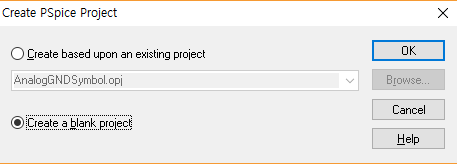 Create PSpice Project
Create based upon an existing project
OK
AnalogGNDSymbol.opj
Browse...
Create a blank project
Cancel
Help